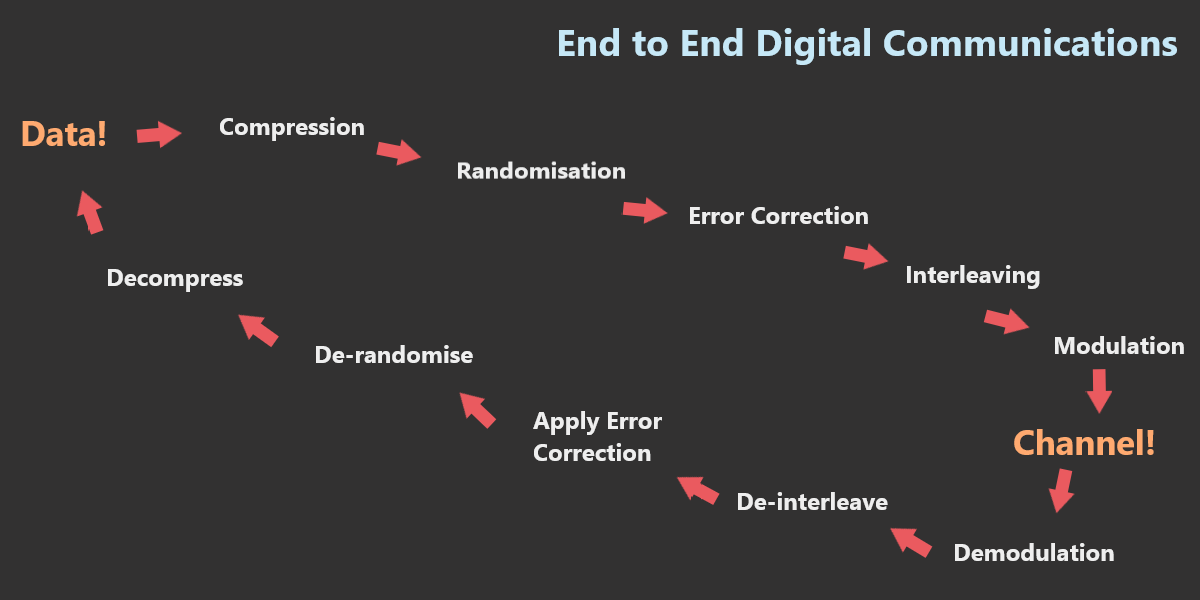 End to End Digital Communications
Data!
Compression
Randomisation
Error Correction
Interleaving
Modulation
Channel!
Demodulation
De-interleave
Apply Error
Correction
De-randomise
Decompress